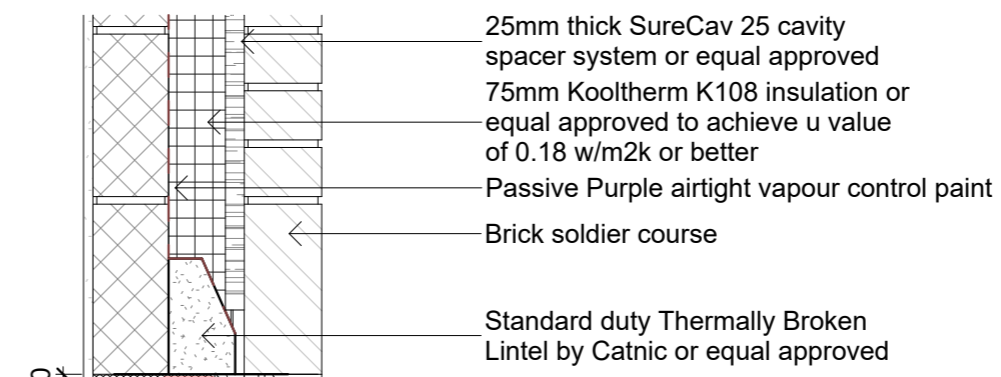 25mm thick SureCav 25 cavity
spacer system or equal approved
75mm Kooltherm K108 insulation or
equal approved to achieve u value
of 0.18 w/m2k or better
Passive Purple airtight vapour control paint
Brick soldier course
Standard duty Thermally Broken
Lintel by Catnic or equal approved